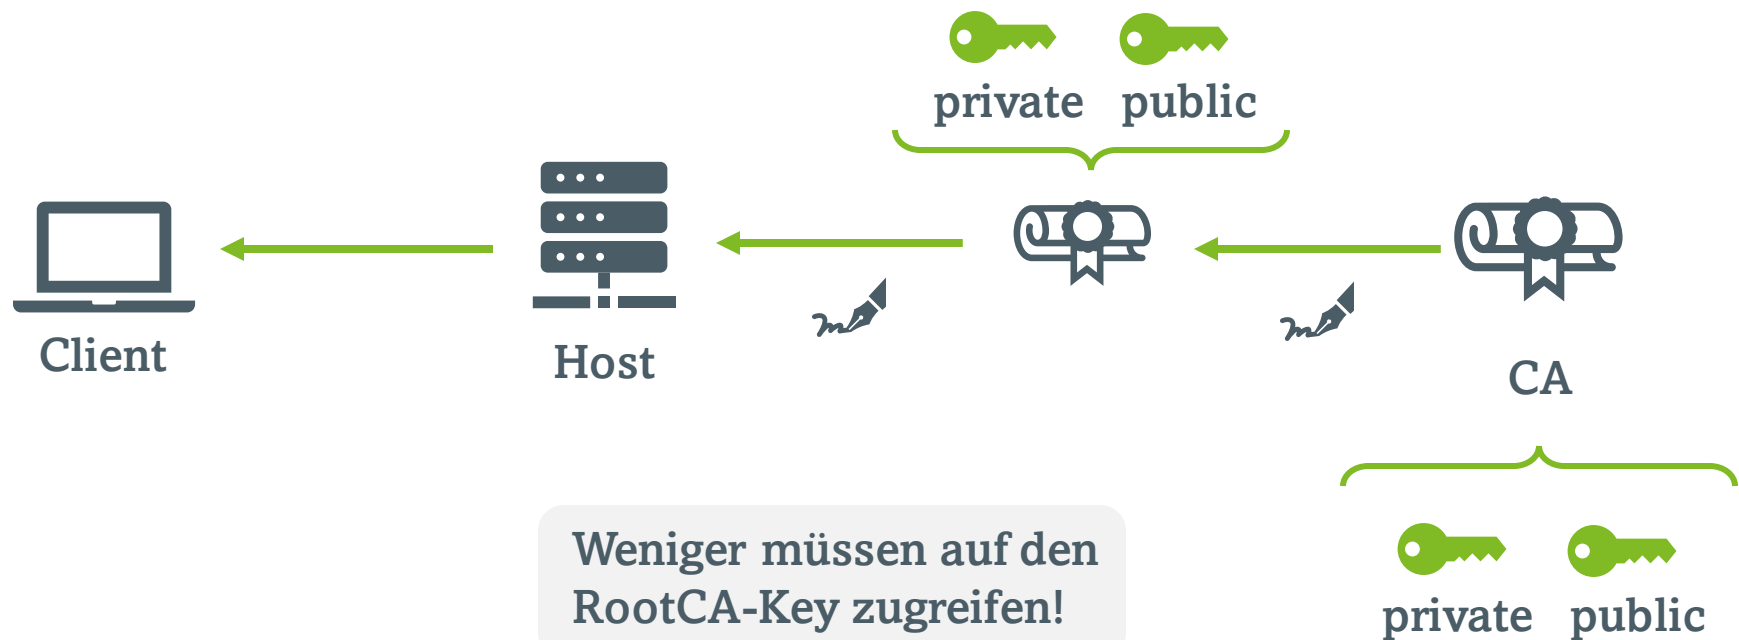 private public
Client
Host
CA
Weniger müssen auf den
RootCA-Key zugreifen!
private public